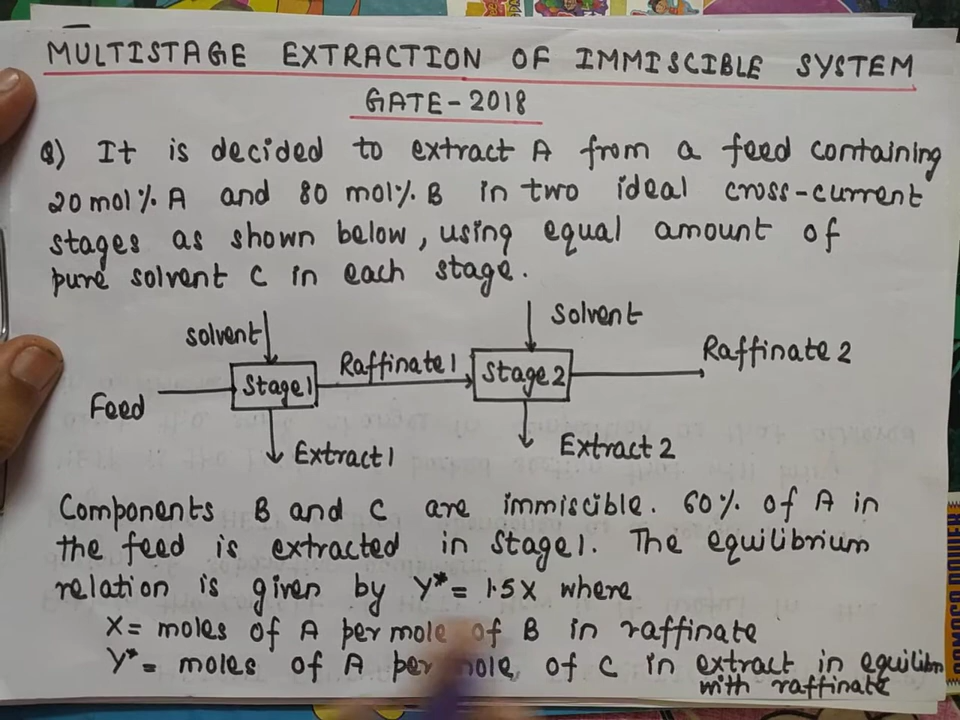 MULTISTAGE EXTRACTION OF IMMISCIBLE SYSTEM
GATE-2018
Q) It is decided to extract A from a feed containing
20 mol% A and 80 mol% B in two ideal cross-current
stages as shown below, using equal amount of
pure solvent C in each stage.
solvent
Solvent
Feed
Stage 1
Raffinate 1
Stage 2
Raffinate 2
Extract 1
Extract 2
Components B and C are immiscible. 60% of A in
the feed is extracted in Stage 1. The equilibrium
relation is given by Y* = 1.5X where
X = moles of A per mole of B in raffinate
Y* = moles of A per mole of C in extract in equilibn
with raffinate